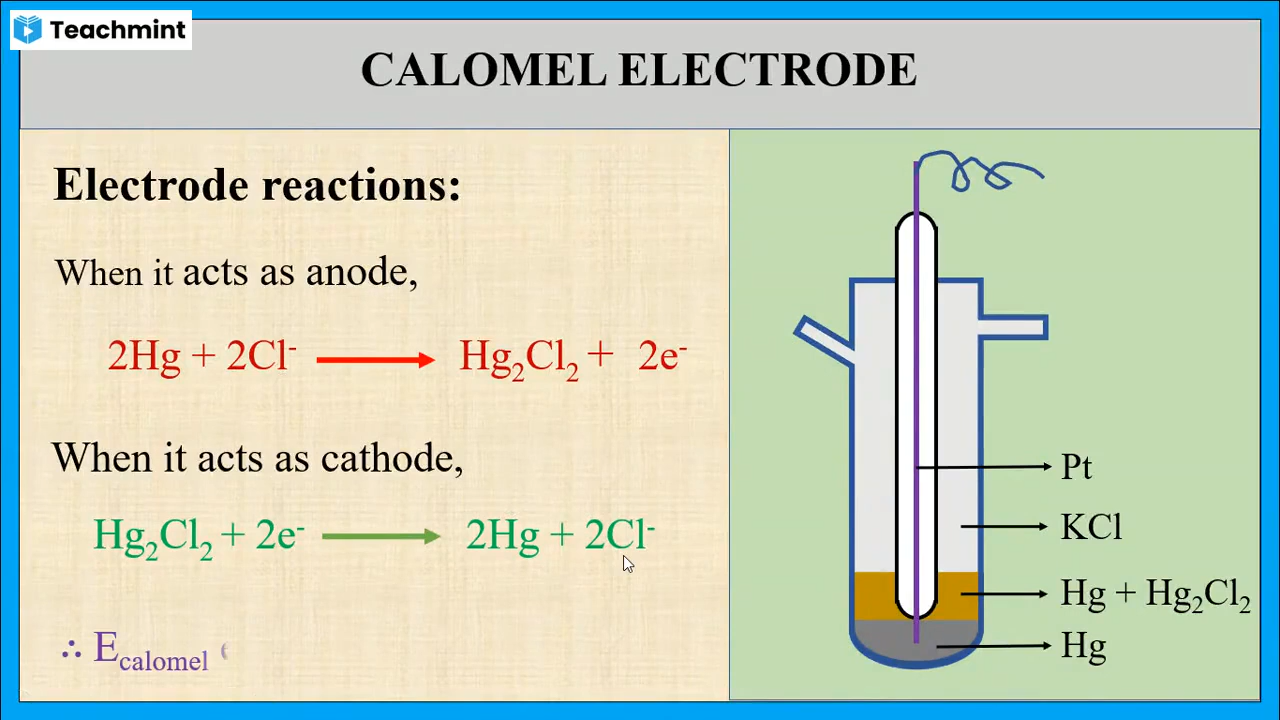 Teachmint
CALOMEL ELECTRODE
Electrode reactions:
When it acts as anode,
2Hg + 2Cl⁻ ⟶ Hg₂Cl₂ + 2e⁻
When it acts as cathode,
Hg₂Cl₂ + 2e⁻ ⟶ 2Hg + 2Cl⁻
∴ E calomel
Pt
KCl
Hg + Hg₂Cl₂
Hg